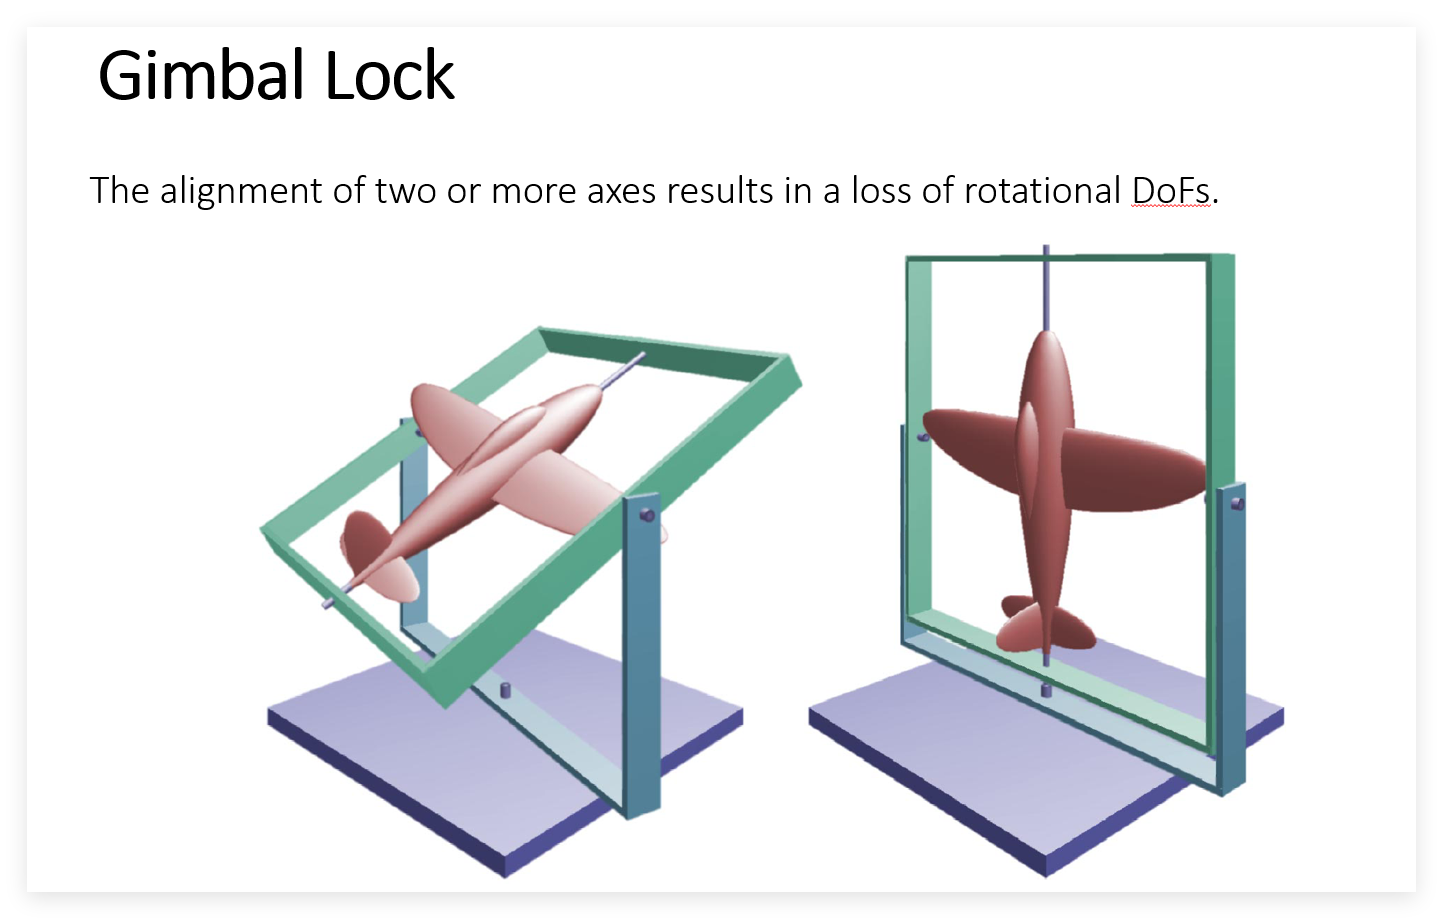 Gimbal Lock
The alignment of two or more axes results in a loss of rotational DoFs.